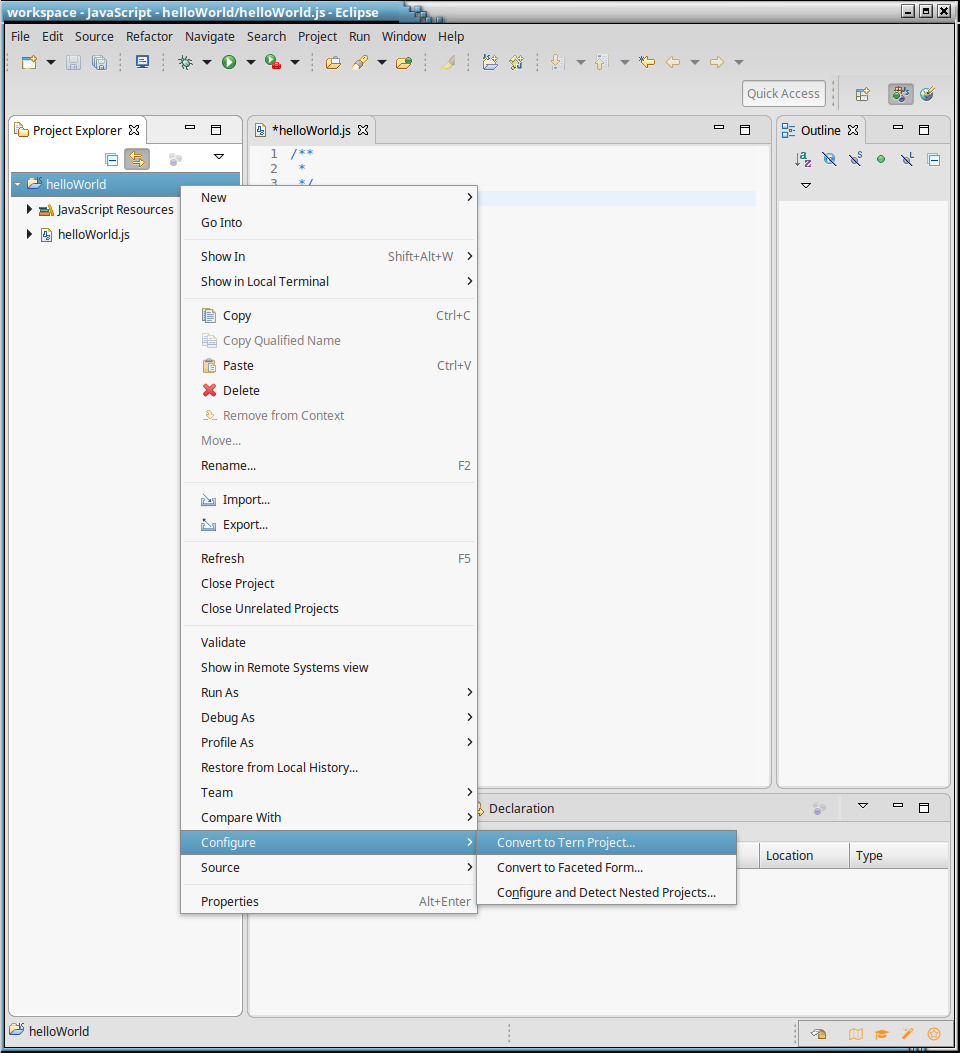 workspace - JavaScript - helloWorld/helloWorld.js - Eclipse
File Edit Source Refactor Navigate Search Project Run Window Help
Quick Access
Project Explorer
*helloWorld.js
Outline
1 /**
2 *
3 */
helloWorld
JavaScript Resources
helloWorld.js
New
Go Into
Show In Shift+Alt+W
Show in Local Terminal
Copy Ctrl+C
Copy Qualified Name
Paste Ctrl+V
Delete
Remove from Context
Move...
Rename... F2
Import...
Export...
Refresh F5
Close Project
Close Unrelated Projects
Validate
Show in Remote Systems view
Run As
Debug As
Profile As
Restore from Local History...
Team
Compare With
Configure
Source
Properties Alt+Enter
Convert to Tern Project...
Convert to Faceted Form...
Configure and Detect Nested Projects...
Declaration
Location Type
helloWorld